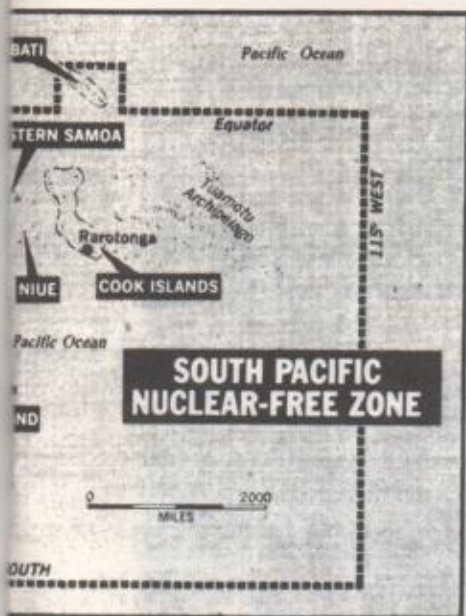 BATI
Pacific Ocean
Equator
STERN SAMOA
Tuamotu
Archipelago
115° WEST
Rarotonga
NIUE
COOK ISLANDS
Pacific Ocean
SOUTH PACIFIC
NUCLEAR-FREE ZONE
ND
0 2000
MILES
OUTH